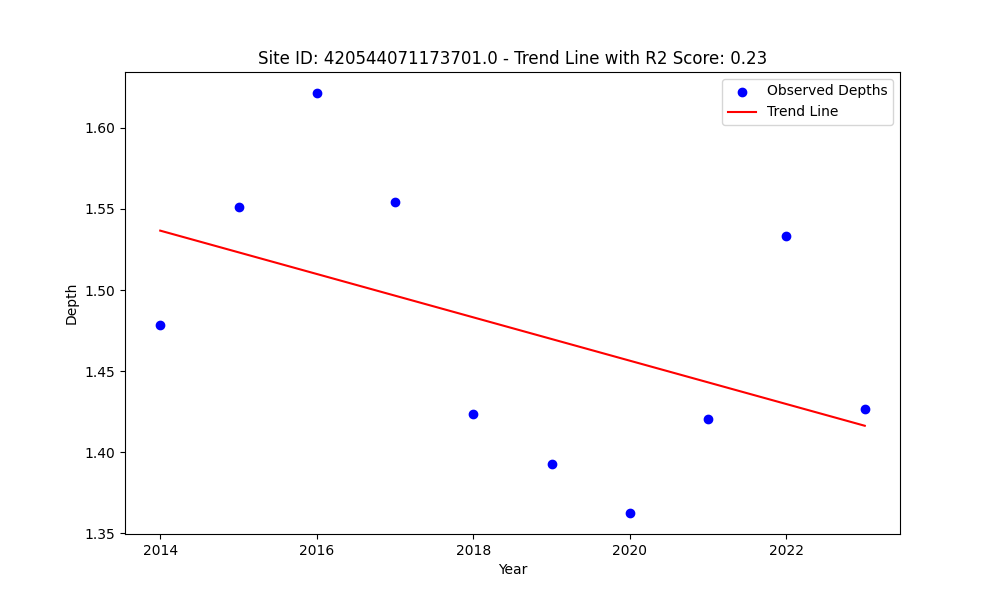 Site ID: 420544071173701.0 - Trend Line with R2 Score: 0.23
Observed Depths
Trend Line
1.60
1.55
1.50
1.45
1.40
1.35
Depth
2014
2016
2018
2020
2022
Year